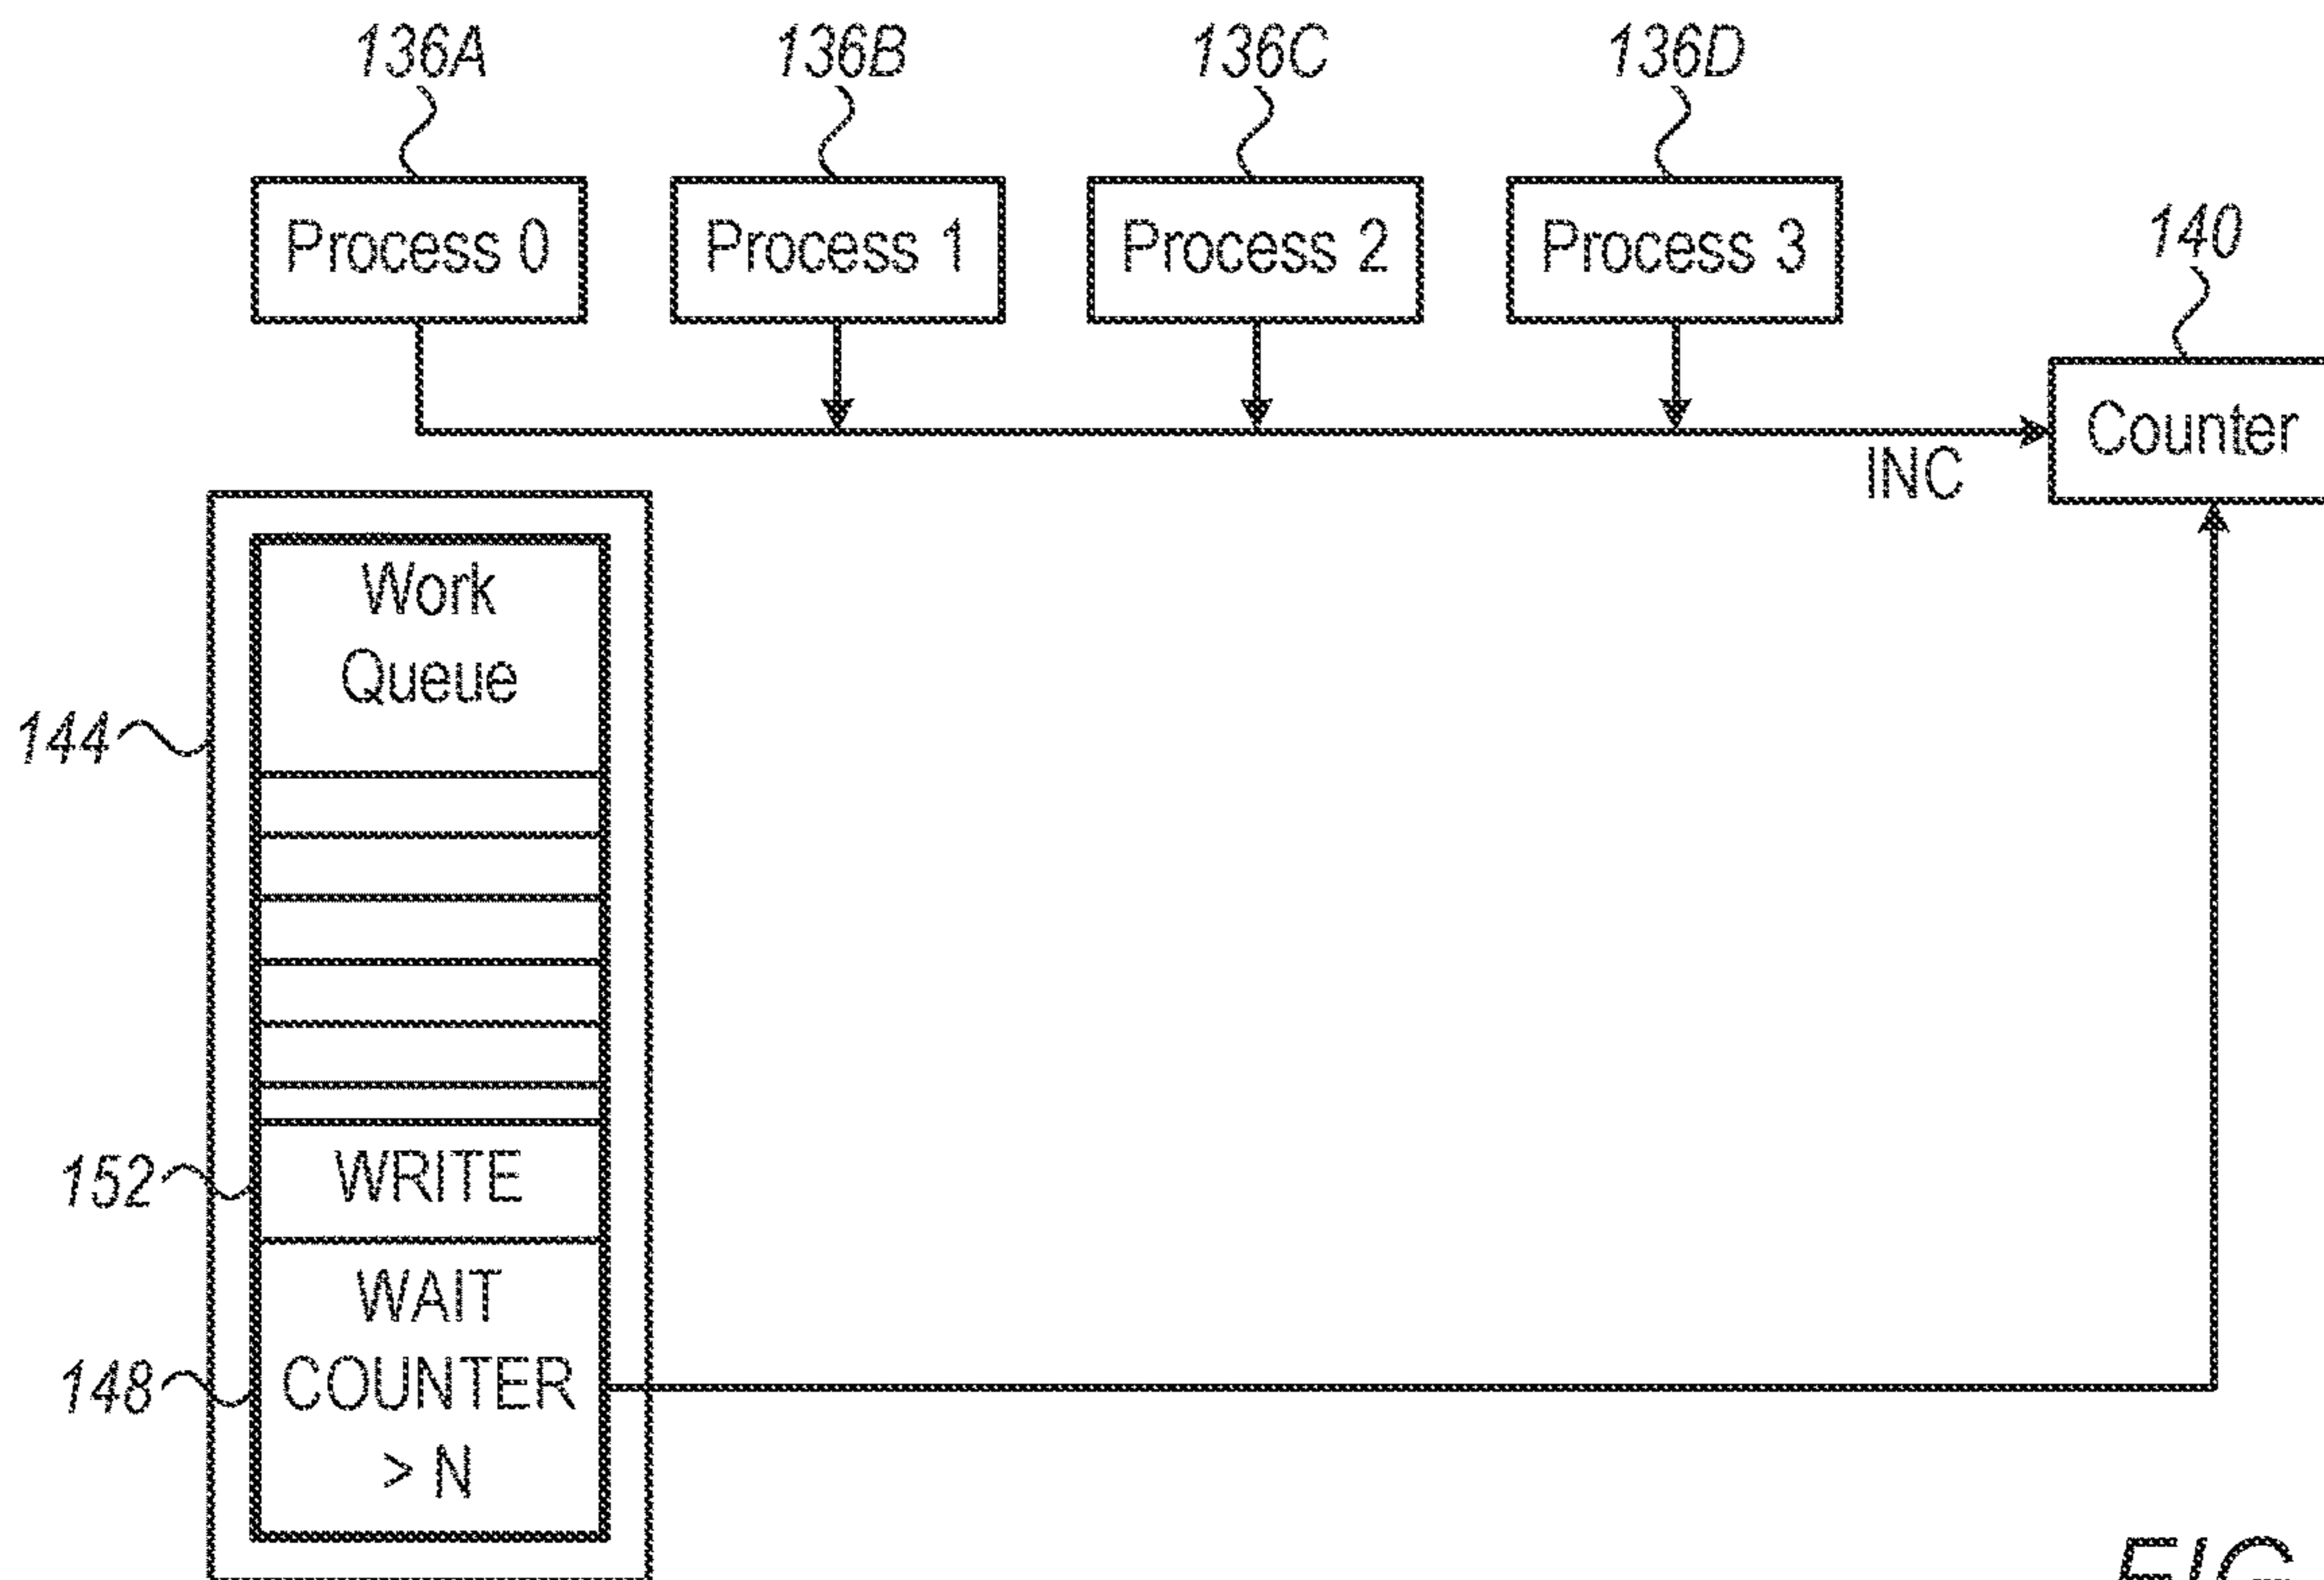 136A 136B 136C 136D
Process 0 Process 1 Process 2 Process 3
140
Counter
INC
Work
Queue
144
152 WRITE
WAIT
148 COUNTER
> N
FIG